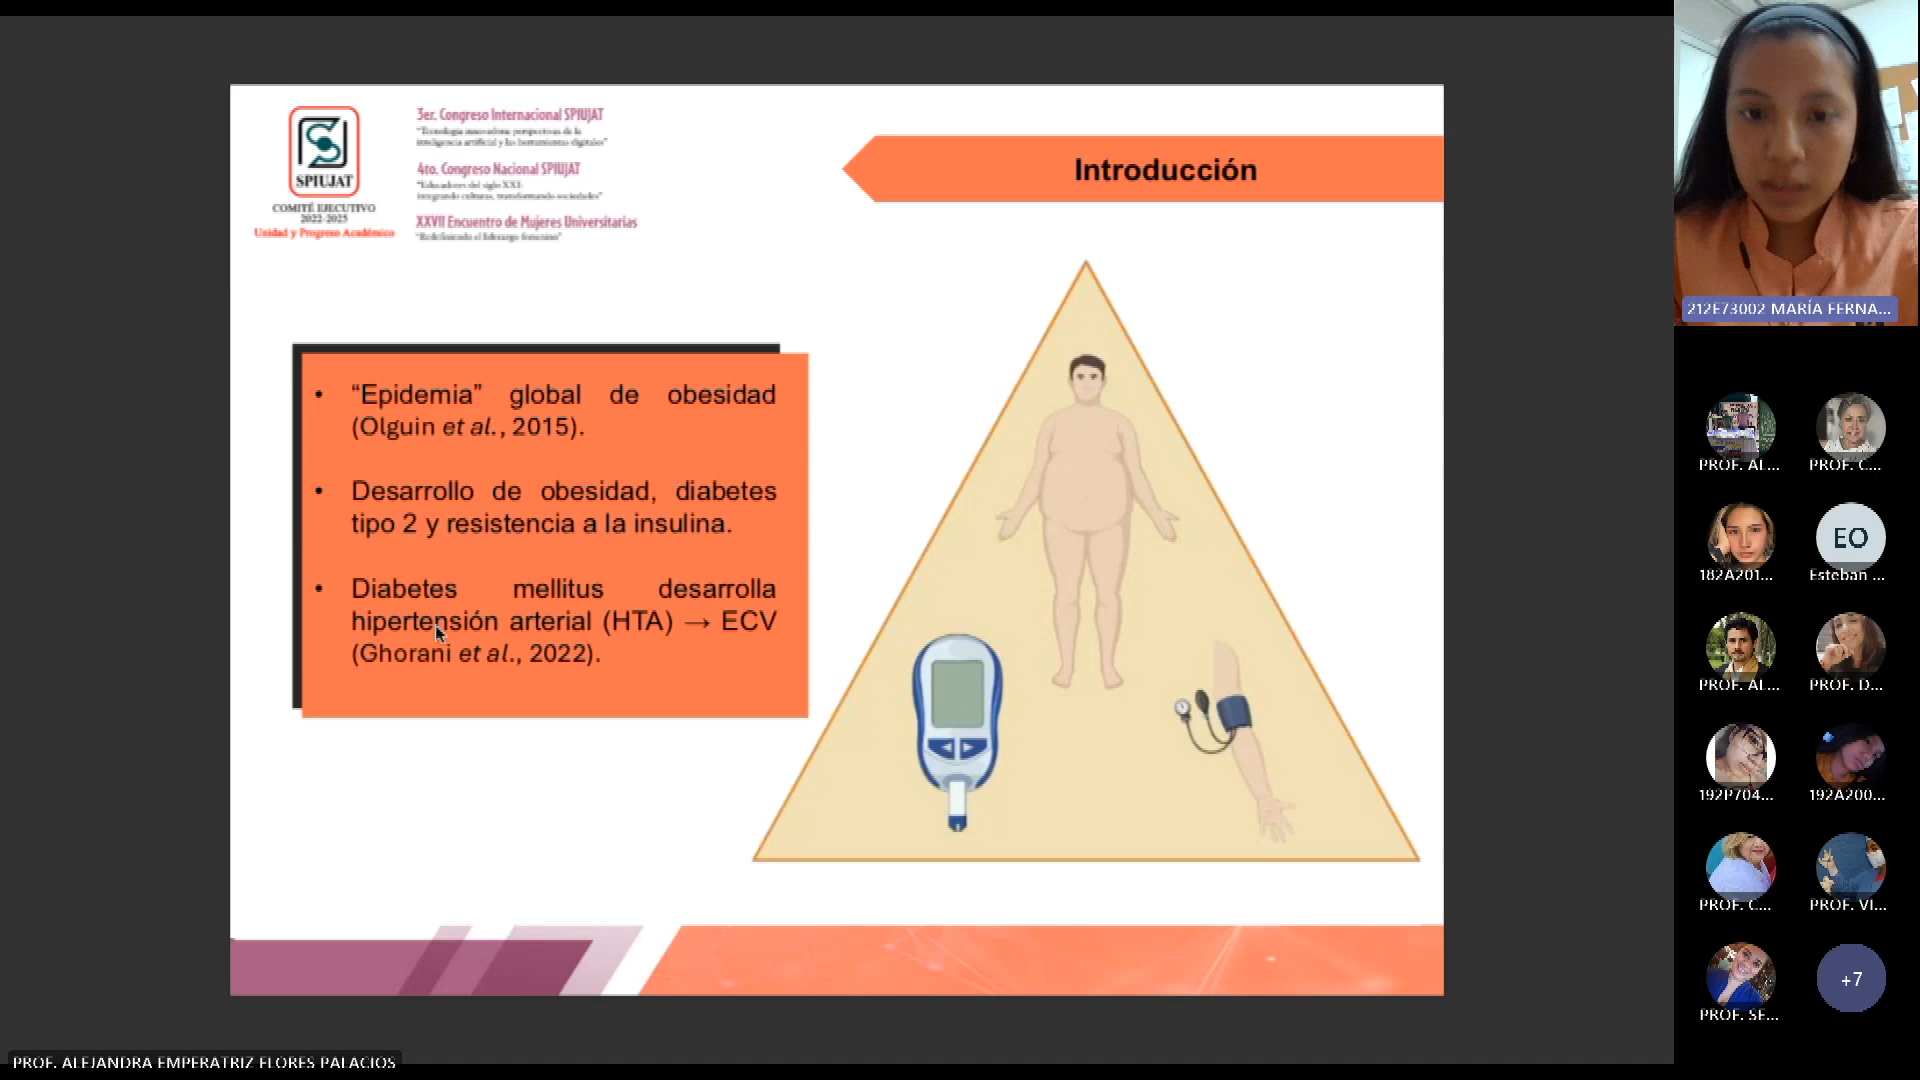 SPIUJAT
COMITÉ EJECUTIVO
2022-2025
Unidad y Progreso Académico
3er. Congreso Internacional SPIUJAT
"Tecnología innovadora: perspectivas de la
inteligencia artificial y las herramientas digitales"
4to. Congreso Nacional SPIUJAT
"Educadores del siglo XXI:
integrando culturas, transformando sociedades"
XXVII Encuentro de Mujeres Universitarias
"Redefiniendo el liderazgo femenino"
Introducción
• “Epidemia” global de obesidad
(Olguin et al., 2015).
• Desarrollo de obesidad, diabetes
tipo 2 y resistencia a la insulina.
• Diabetes mellitus desarrolla
hipertensión arterial (HTA) → ECV
(Ghorani et al., 2022).
212E73002 MARÍA FERNA...
PROF. AL...
PROF. C...
182A201...
EO
Esteban ...
PROF. AL...
PROF. D...
192P704...
192A200...
PROF. C...
PROF. VI...
PROF. SE...
+7
PROF. ALEJANDRA EMPERATRIZ FLORES PALACIOS